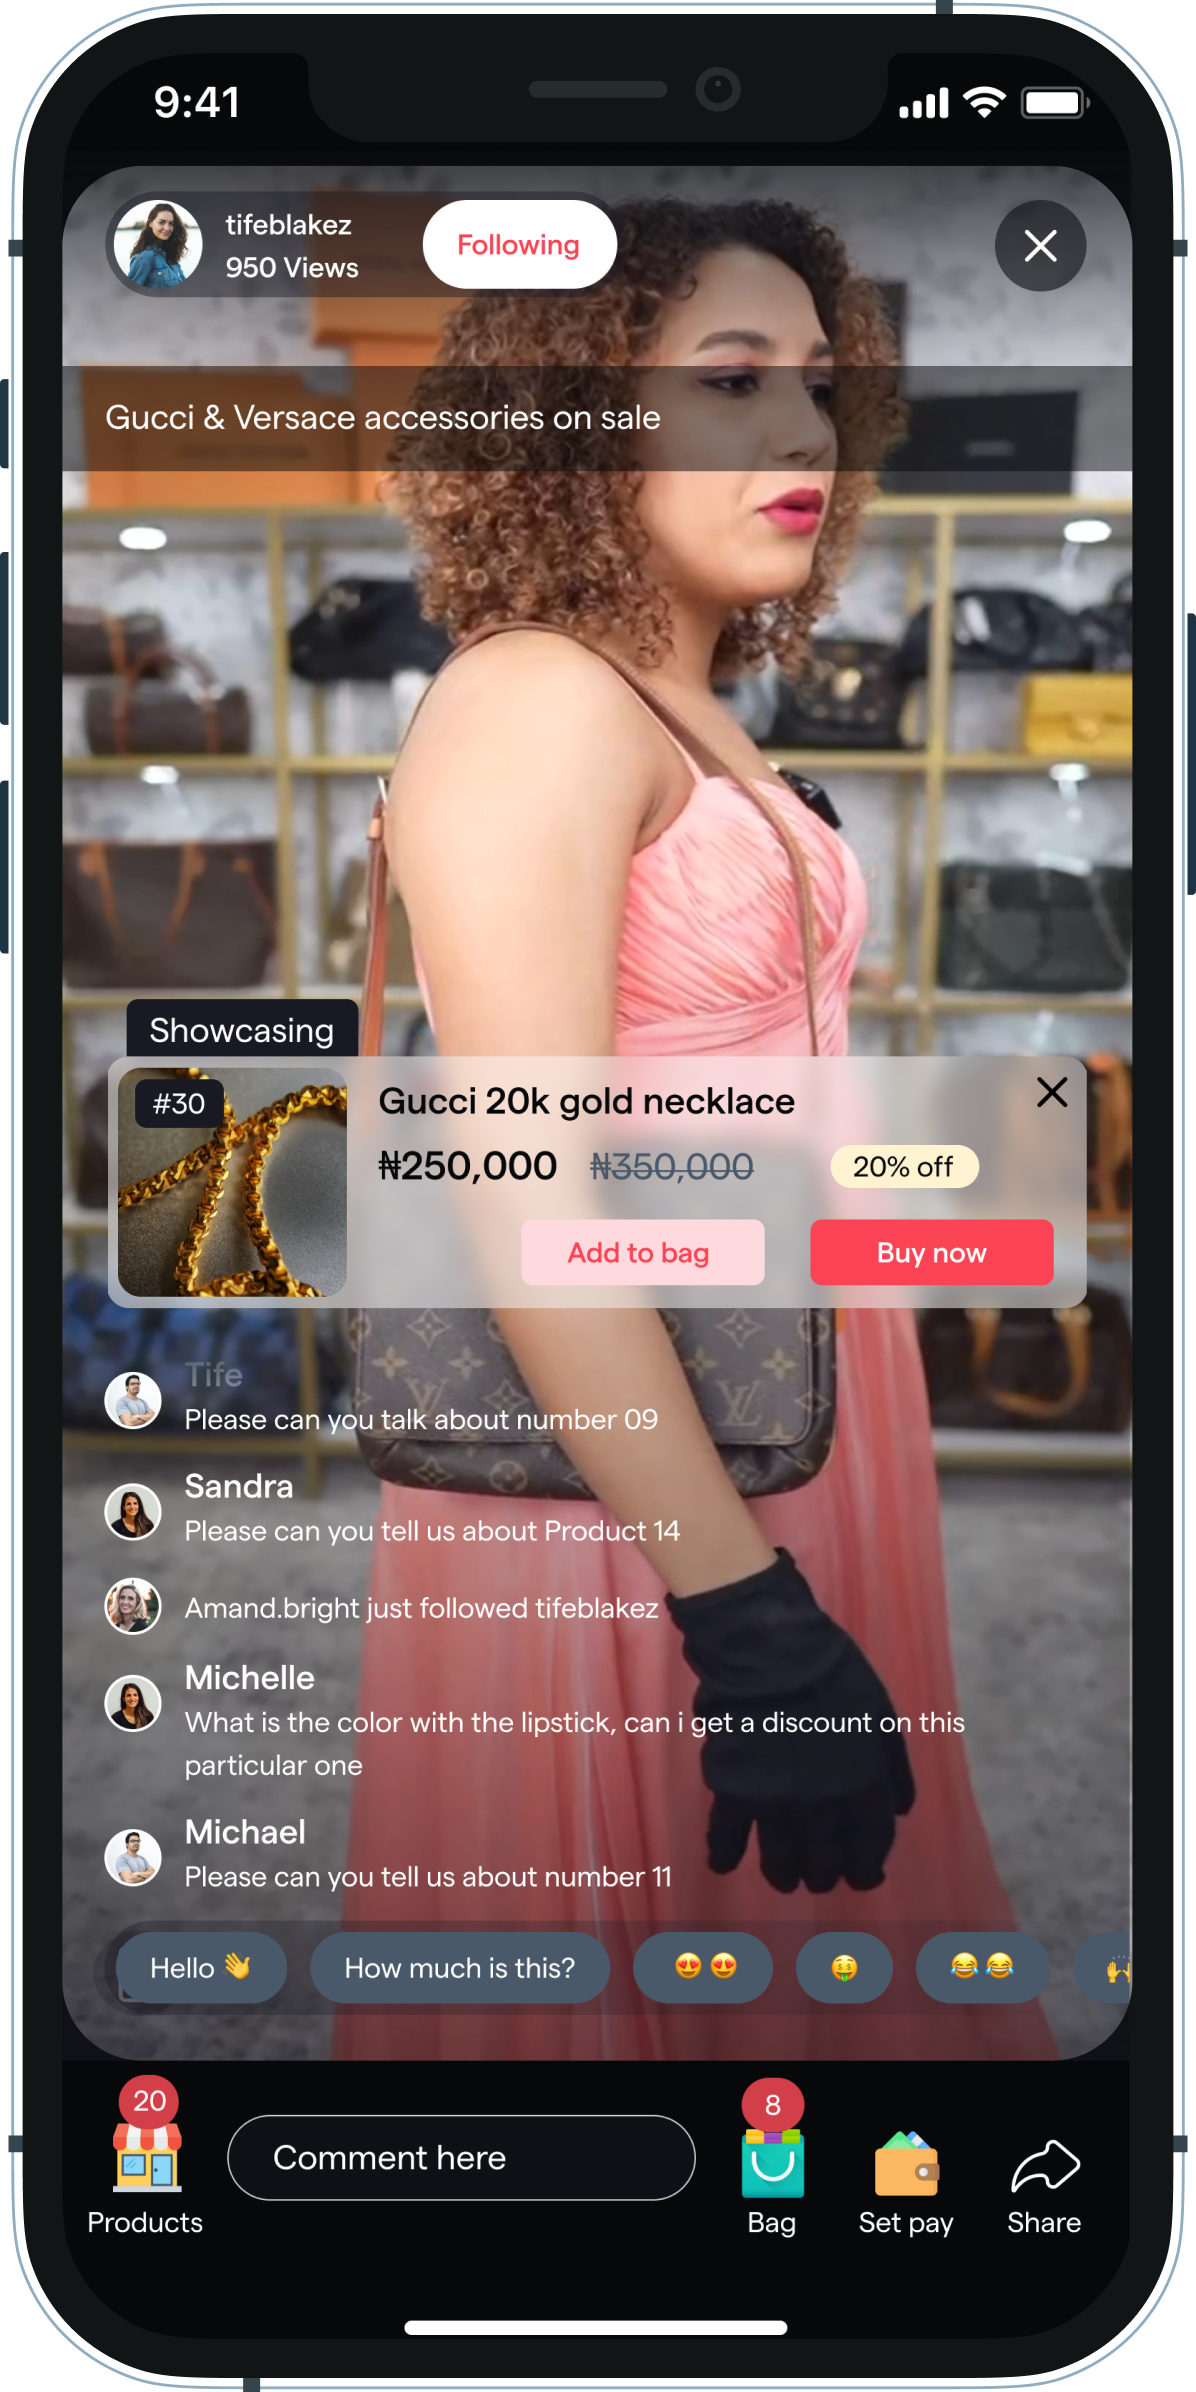 9:41
tifeblakez
950 Views
Following
Gucci & Versace accessories on sale
Showcasing
#30
Gucci 20k gold necklace
₦250,000 ₦350,000 20% off
Add to bag
Buy now
Tife
Please can you talk about number 09
Sandra
Please can you tell us about Product 14
Amand.bright just followed tifeblakez
Michelle
What is the color with the lipstick, can i get a discount on this
particular one
Michael
Please can you tell us about number 11
Hello 👋
How much is this?
😍 😍
🤑
😂 😂
🙌
20
Products
Comment here
8
Bag
Set pay
Share